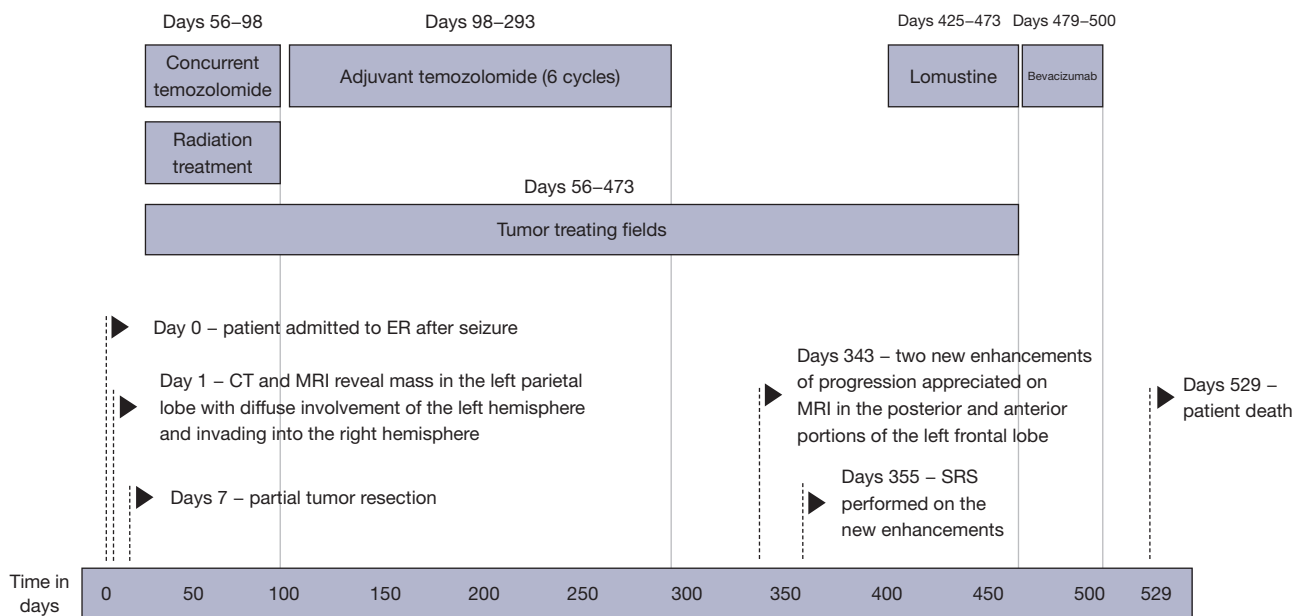 Days 56–98
Days 98–293
Days 425–473
Days 479–500
Concurrent
temozolomide
Adjuvant temozolomide (6 cycles)
Lomustine
Bevacizumab
Radiation
treatment
Days 56–473
Tumor treating fields
Day 0 – patient admitted to ER after seizure
Day 1 – CT and MRI reveal mass in the left parietal
lobe with diffuse involvement of the left hemisphere
and invading into the right hemisphere
Days 7 – partial tumor resection
Days 343 – two new enhancements
of progression appreciated on
MRI in the posterior and anterior
portions of the left frontal lobe
Days 355 – SRS
performed on the
new enhancements
Days 529 –
patient death
Time in
days
0 50 100 150 200 250 300 350 400 450 500 529